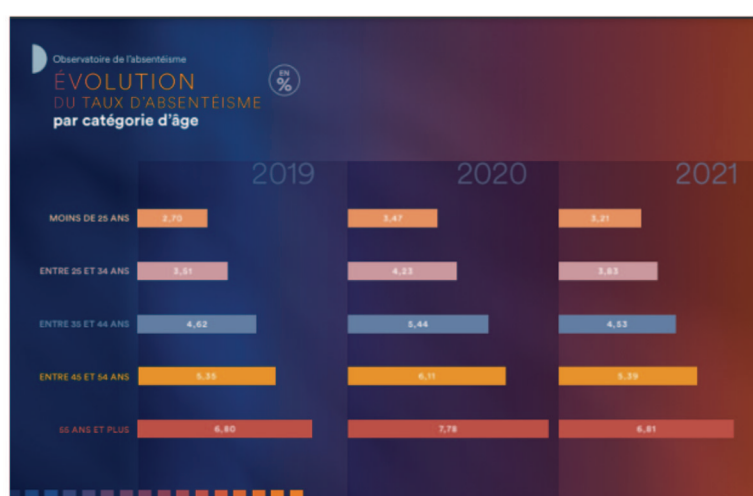 Observatoire de l'absentéisme
ÉVOLUTION
DU TAUX D'ABSENTÉISME
par catégorie d'âge
EN
%
2019 2020 2021
MOINS DE 25 ANS 2,70 3,47 3,21
ENTRE 25 ET 34 ANS 3,51 4,23 3,83
ENTRE 35 ET 44 ANS 4,62 5,44 4,53
ENTRE 45 ET 54 ANS 5,35 6,11 5,39
55 ANS ET PLUS 6,80 7,78 6,81